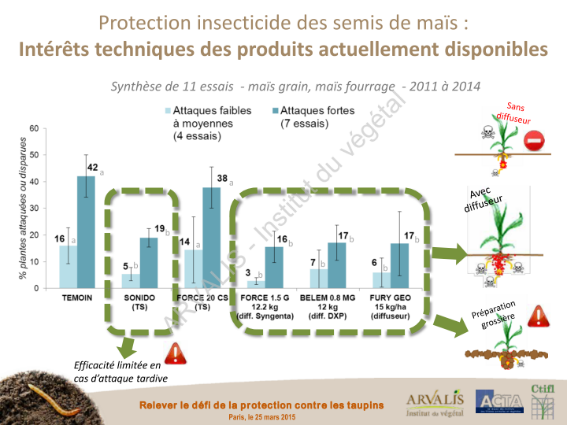 Protection insecticide des semis de maïs :
Intérêts techniques des produits actuellement disponibles
Synthèse de 11 essais - maïs grain, maïs fourrage - 2011 à 2014
Attaques faibles
à moyennes
(4 essais)
Attaques fortes
(7 essais)
% plantes attaquées ou disparues
60
50
40
30
20
10
0
16 a
42 a
5 b
19 b
14 a
38 a
3 b
16 b
7 b
17 b
6 b
17 b
TEMOIN
SONIDO
(TS)
FORCE 20 CS
(TS)
FORCE 1.5 G
12.2 kg
(diff. Syngenta)
BELEM 0.8 MG
12 kg
(diff. DXP)
FURY GEO
15 kg/ha
(diffuseur)
ARVALIS - Institut du végétal
Sans
diffuseur
Avec
diffuseur
Préparation
grossière
Efficacité limitée en
cas d'attaque tardive
Relever le défi de la protection contre les taupins
Paris, le 25 mars 2015
ARVALIS
Institut du végétal
ACTA
Ctifl